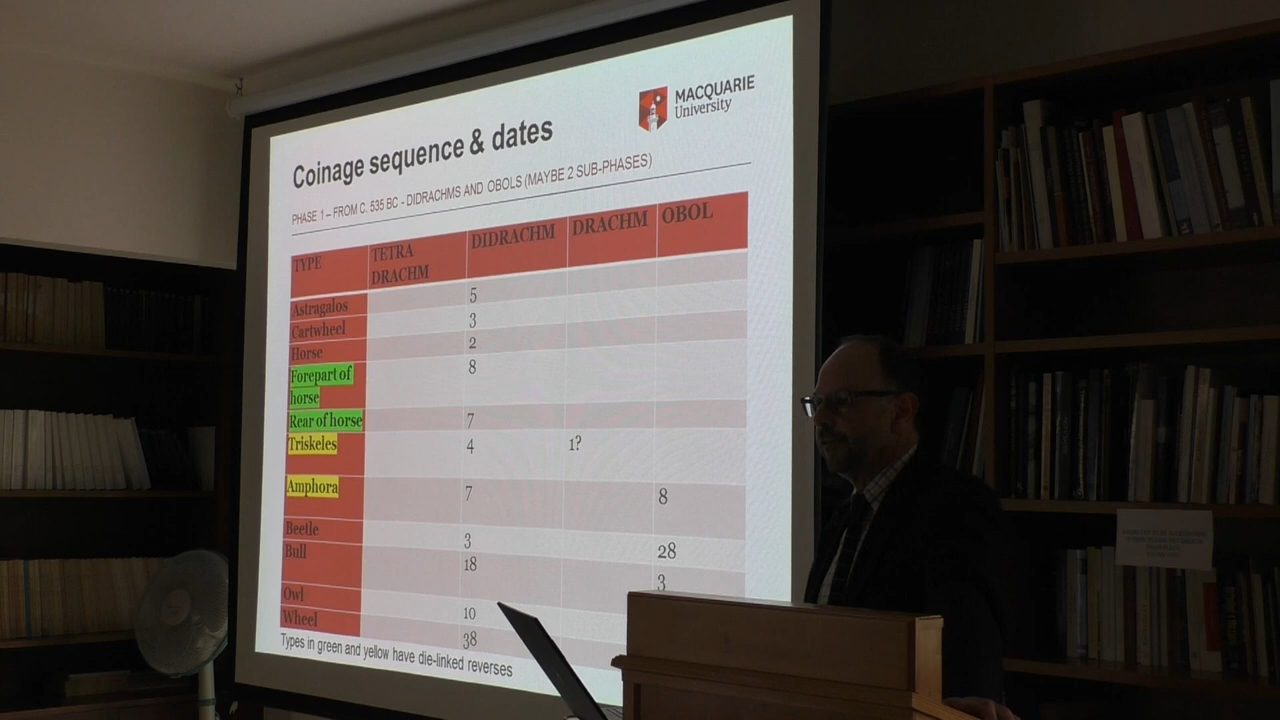 MACQUARIE
University
Coinage sequence & dates
PHASE 1 – FROM C. 535 BC - DIDRACHMS AND OBOLS (MAYBE 2 SUB-PHASES)
TYPE TETRA DRACHM DIDRACHM DRACHM OBOL
Astragalos 5
Cartwheel 3
Horse 2
Forepart of horse 8
Rear of horse 7
Triskeles 4 1?
Amphora 7 8
Beetle 3
Bull 18 28
3
Owl 10
Wheel 38
Types in green and yellow have die-linked reverses